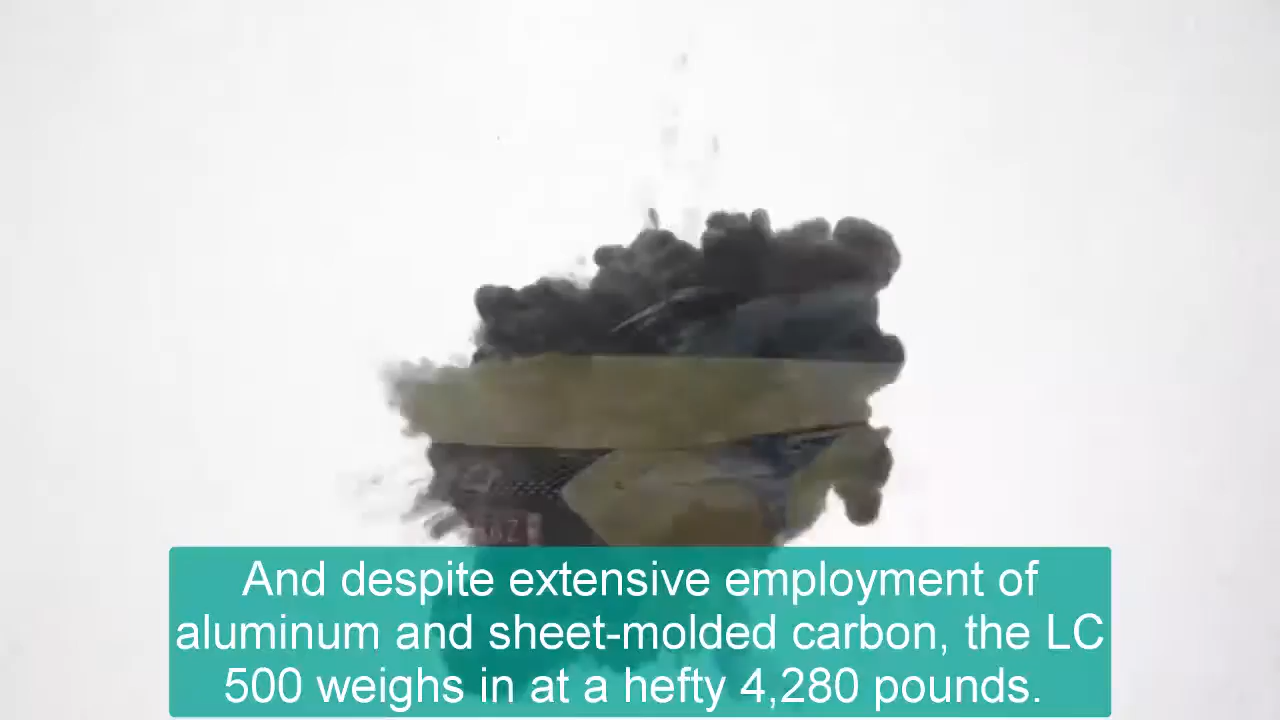 And despite extensive employment of
aluminum and sheet-molded carbon, the LC
500 weighs in at a hefty 4,280 pounds.